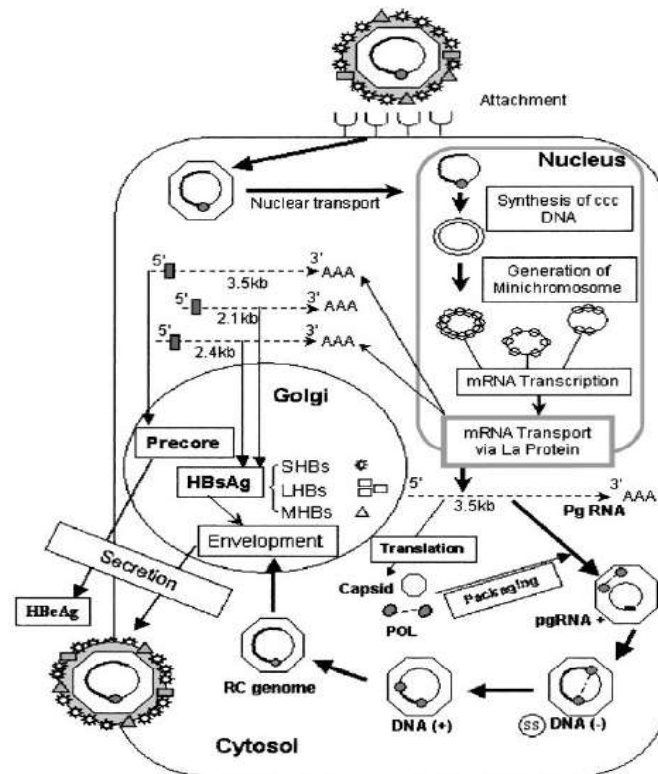 Attachment
Nucleus
Nuclear transport
Synthesis of ccc
DNA
Generation of
Minichromosome
mRNA Transcription
mRNA Transport
via La Protein
5'
3'
3.5kb
AAA
5'
3'
2.1kb
AAA
5'
3'
2.4kb
AAA
Golgi
Precore
HBsAg
SHBs
LHBs
MHBs
Envelopment
Secretion
HBeAg
5'
3'
3.5kb
AAA
Pg RNA
Translation
Capsid
POL
Packaging
pgRNA +
RC genome
DNA (+)
SS
DNA (-)
Cytosol